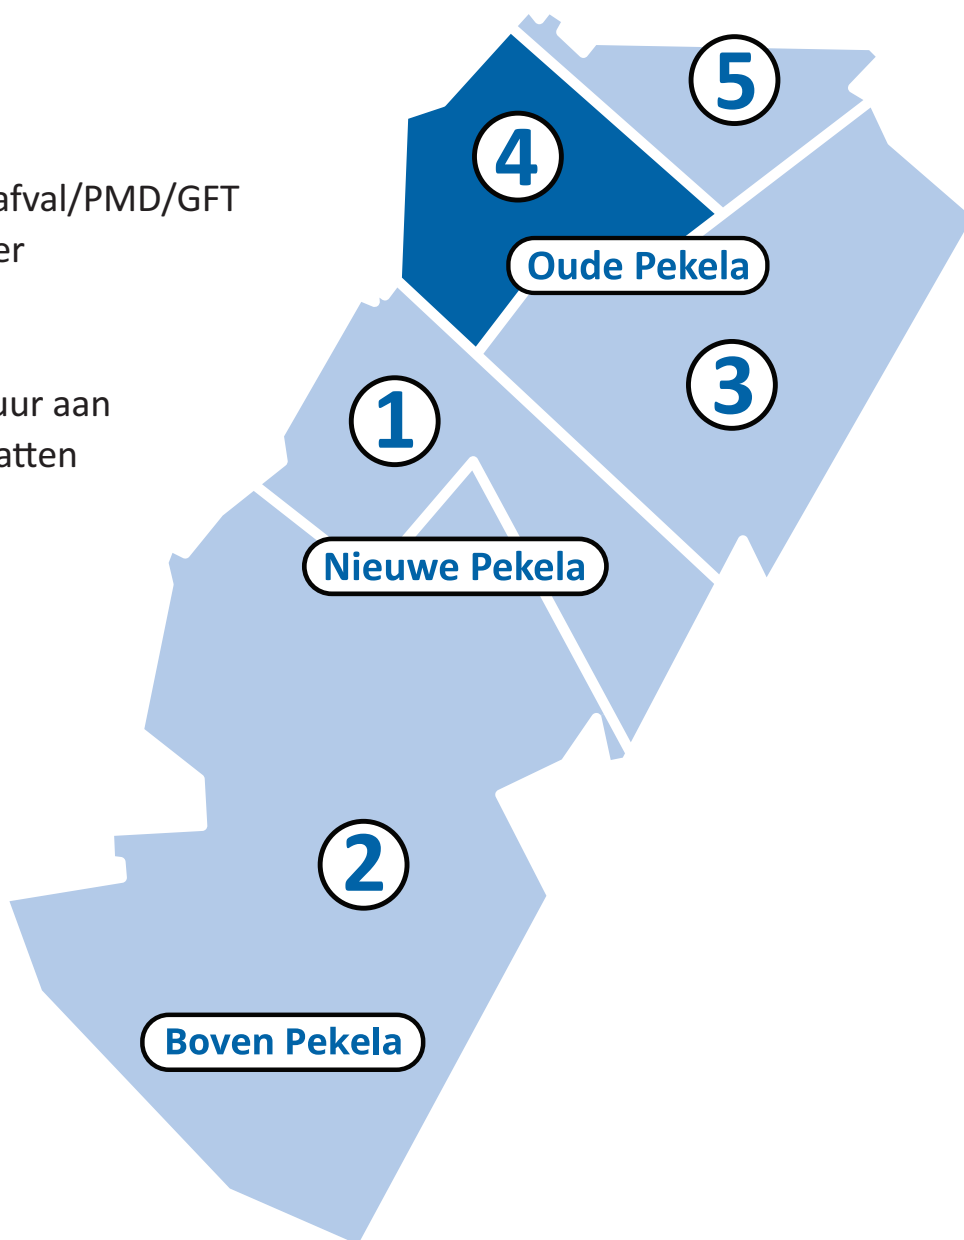 5
4
afval/PMD/GFT
er
Oude Pekela
3
uur aan
1
atten
Nieuwe Pekela
2
Boven Pekela